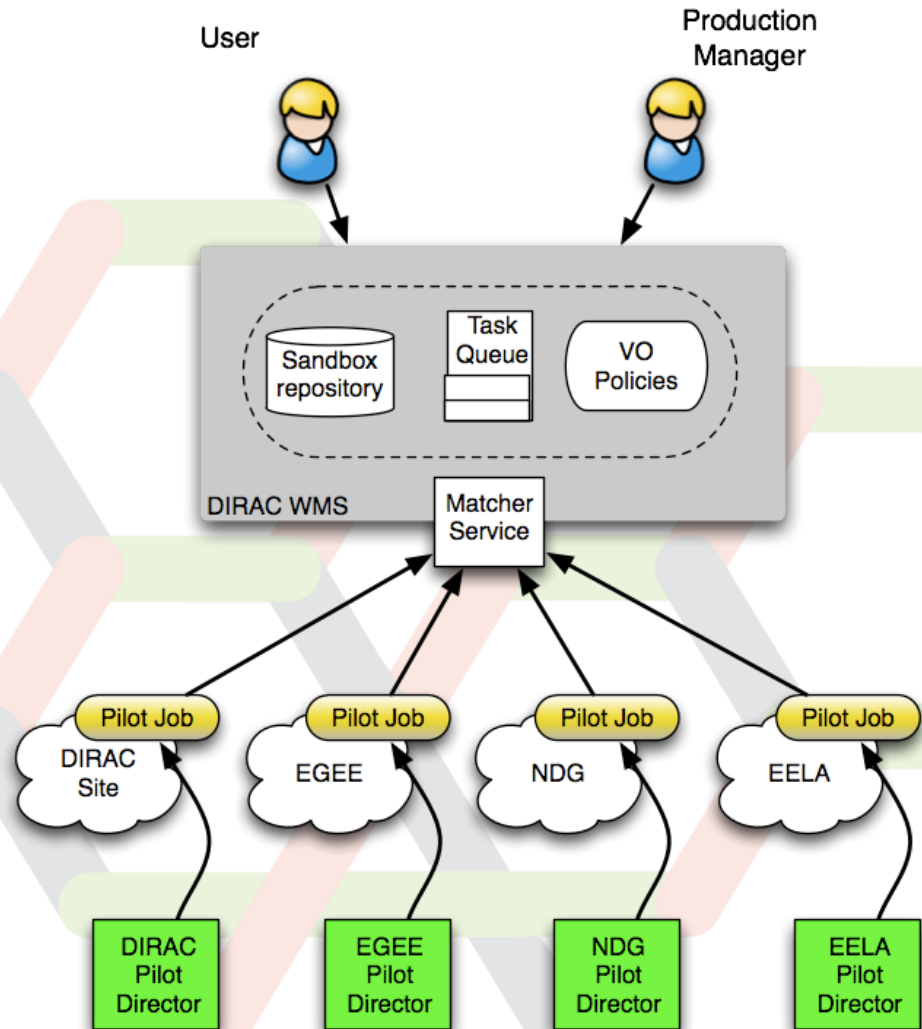 User
Production
Manager
Sandbox
repository
Task
Queue
VO
Policies
DIRAC WMS
Matcher
Service
Pilot Job
Pilot Job
Pilot Job
Pilot Job
DIRAC
Site
EGEE
NDG
EELA
DIRAC
Pilot
Director
EGEE
Pilot
Director
NDG
Pilot
Director
EELA
Pilot
Director